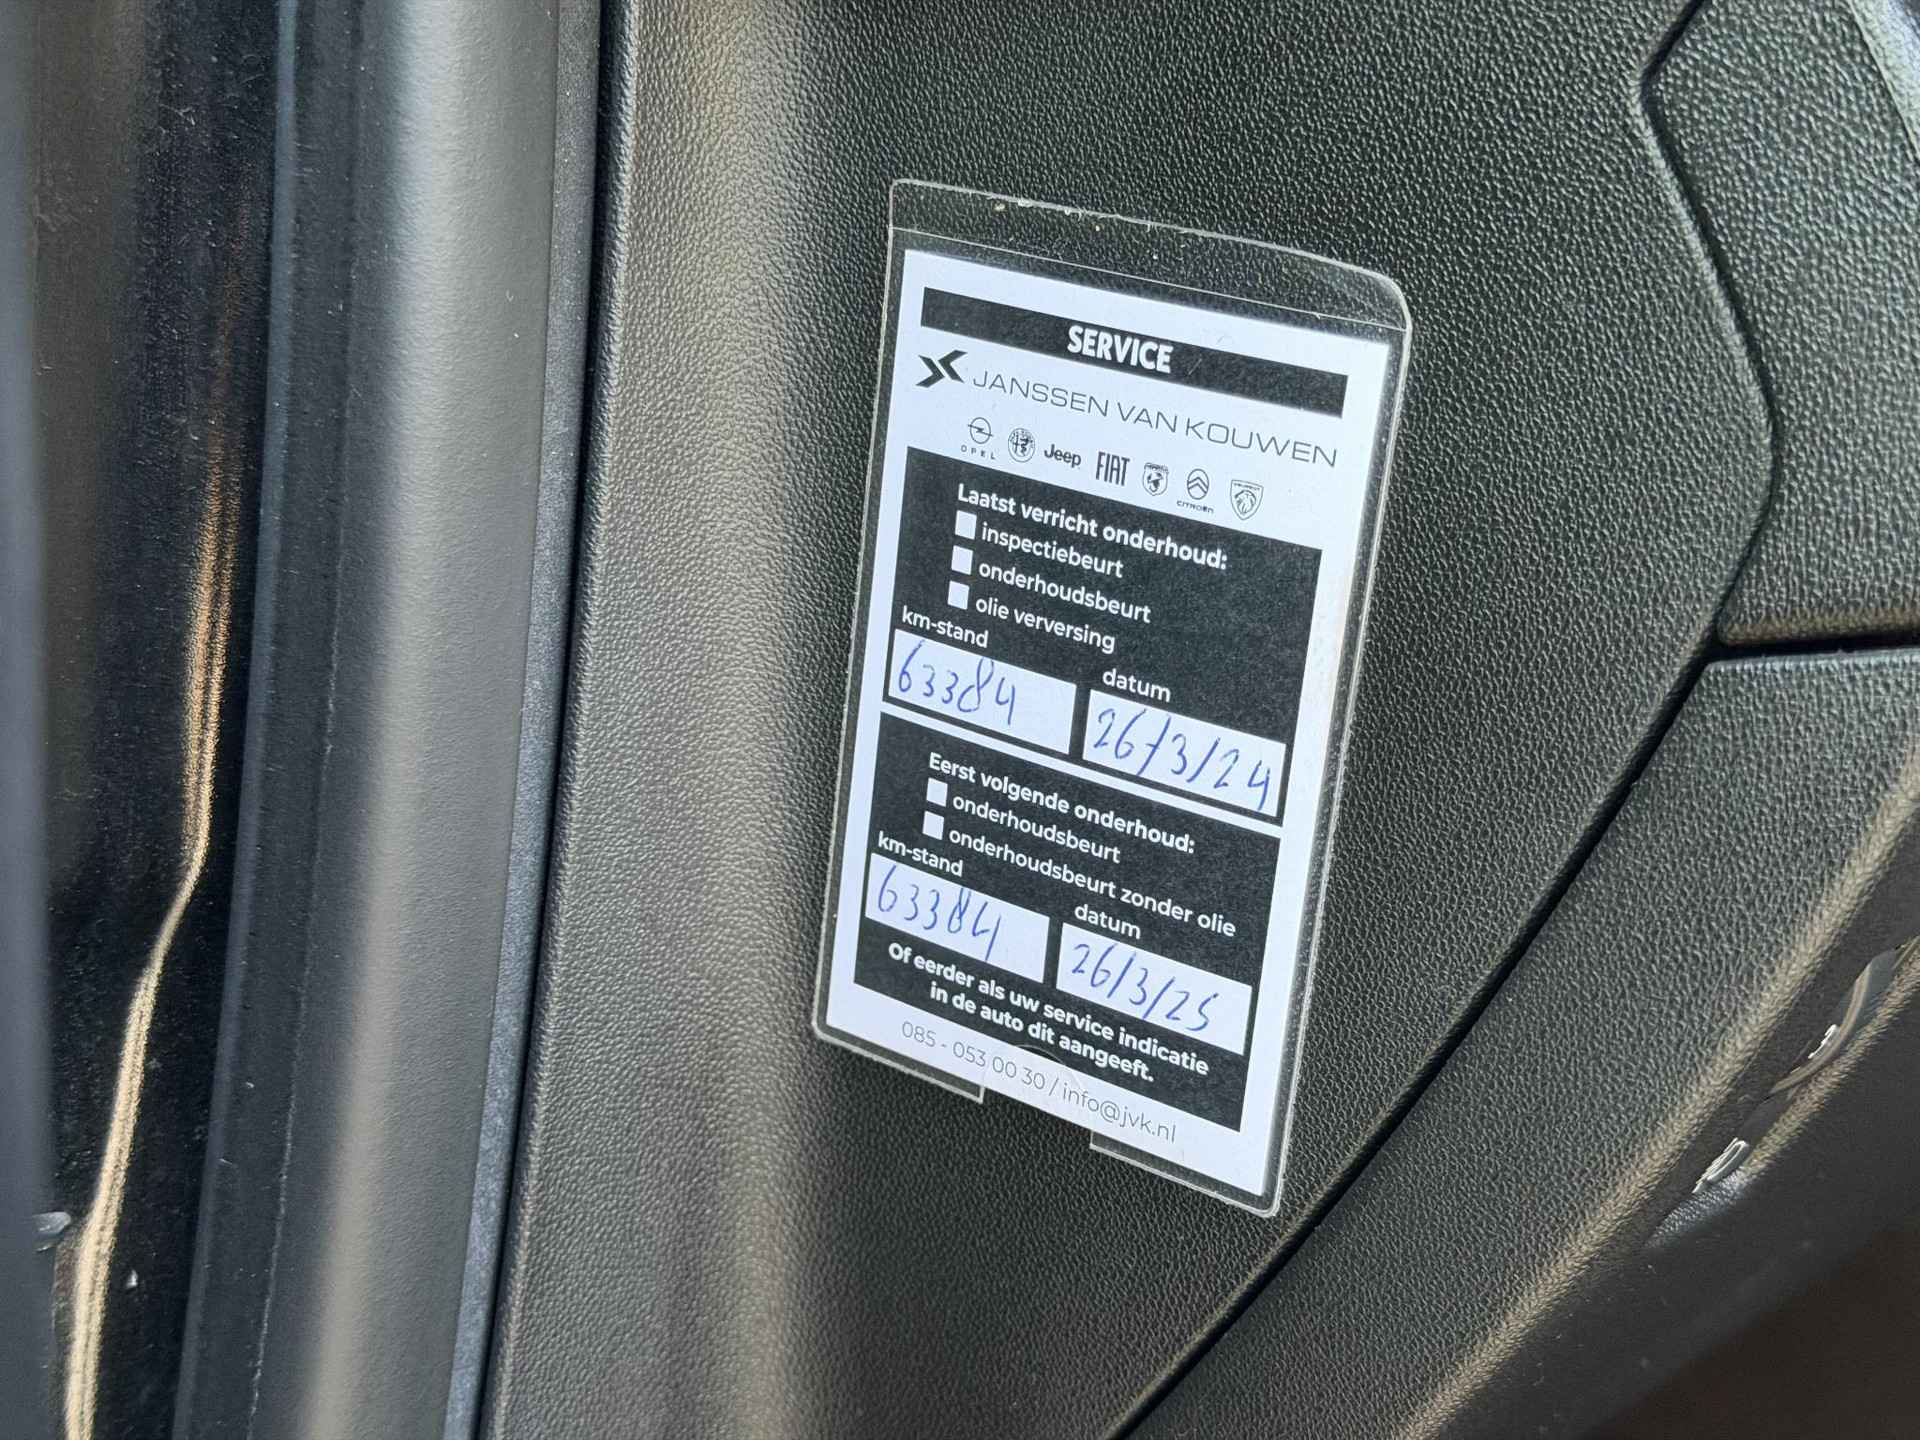 SERVICE
JANSSEN VAN KOUWEN
OPEL Jeep FIAT CITROËN PEUGEOT
Laatst verricht onderhoud:
inspectiebeurt
onderhoudsbeurt
olie verversing
km-stand datum
63384 26/3/24
Eerst volgende onderhoud:
onderhoudsbeurt
onderhoudsbeurt zonder olie
km-stand datum
63384 26/3/25
Of eerder als uw service indicatie
in de auto dit aangeeft.
085 - 053 00 30 / info@jvk.nl